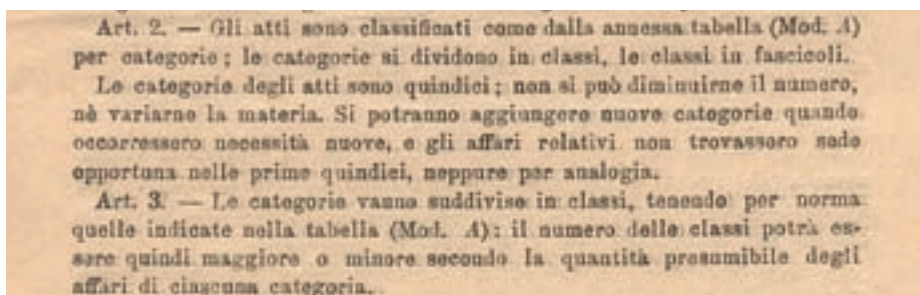 Art. 2. — Gli atti sono classificati come dalla annessa tabella (Mod. A)
per categorie; le categorie si dividono in classi, le classi in fascicoli.
Le categorie degli atti sono quindici; non si può diminuirne il numero,
nè variarne la materia. Si potranno aggiungere nuove categorie quando
occorressero necessità nuove, e gli affari relativi non trovassero sede
opportuna nelle prime quindici, neppure per analogia.
Art. 3. — Le categorie vanno suddivise in classi, tenendo per norma
quelle indicate nella tabella (Mod. A): il numero delle classi potrà es-
sere quindi maggiore o minore secondo la quantità presumibile degli
affari di ciascuna categoria.